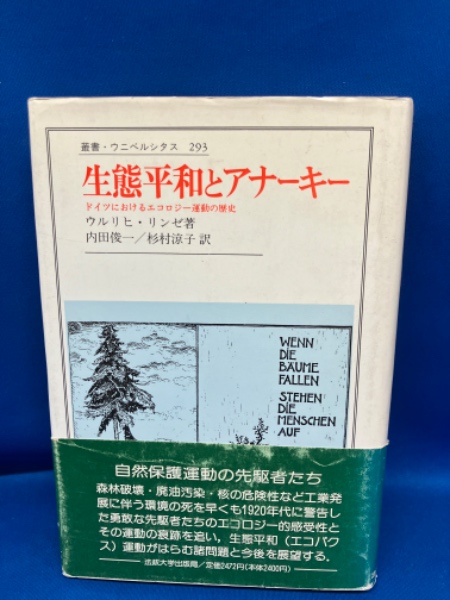 叢書・ウニベルシタス 293
生態平和とアナーキー
ドイツにおけるエコロジー運動の歴史
ウルリヒ・リンゼ著
内田俊一／杉村涼子 訳
WENN
DIE
BÄUME
FALLEN
STEHEN
DIE
MENSCHEN
AUF
自然保護運動の先駆者たち
森林破壊・廃油汚染・核の危険性など工業発
展に伴う環境の死を早くも1920年代に警告し
た勇敢な先駆者たちのエコロジー的感受性と
その運動の哀跡を追い，生態平和（エコパク
ス）運動がはらむ諸問題と今後を展望する．
法政大学出版局／定価2472円(本体2400円)